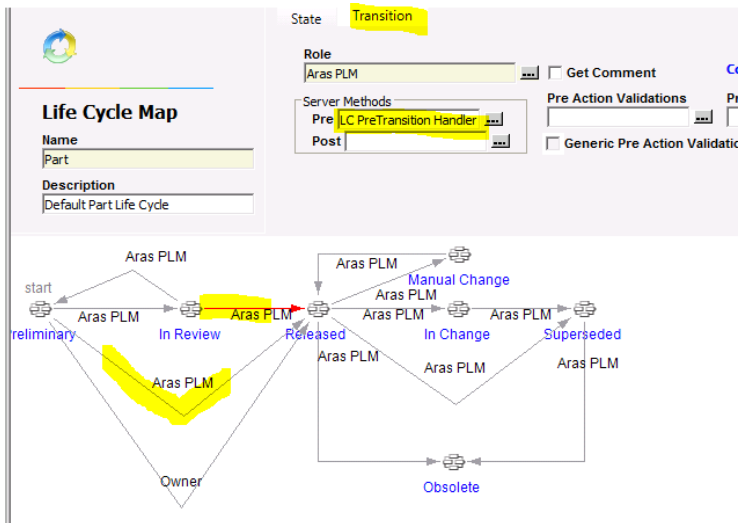 State Transition
Role
Aras PLM ... Get Comment
Server Methods
Pre LC PreTransition Handler ...
Post ...
Pre Action Validations
...
Generic Pre Action Validatio
Life Cycle Map
Name
Part
Description
Default Part Life Cycle
Aras PLM
Aras PLM
Manual Change
start
Aras PLM
Aras PLM
Aras PLM
Aras PLM
Aras PLM
reliminary
In Review
Released
In Change
Superseded
Aras PLM
Aras PLM
Aras PLM
Aras PLM
Owner
Obsolete